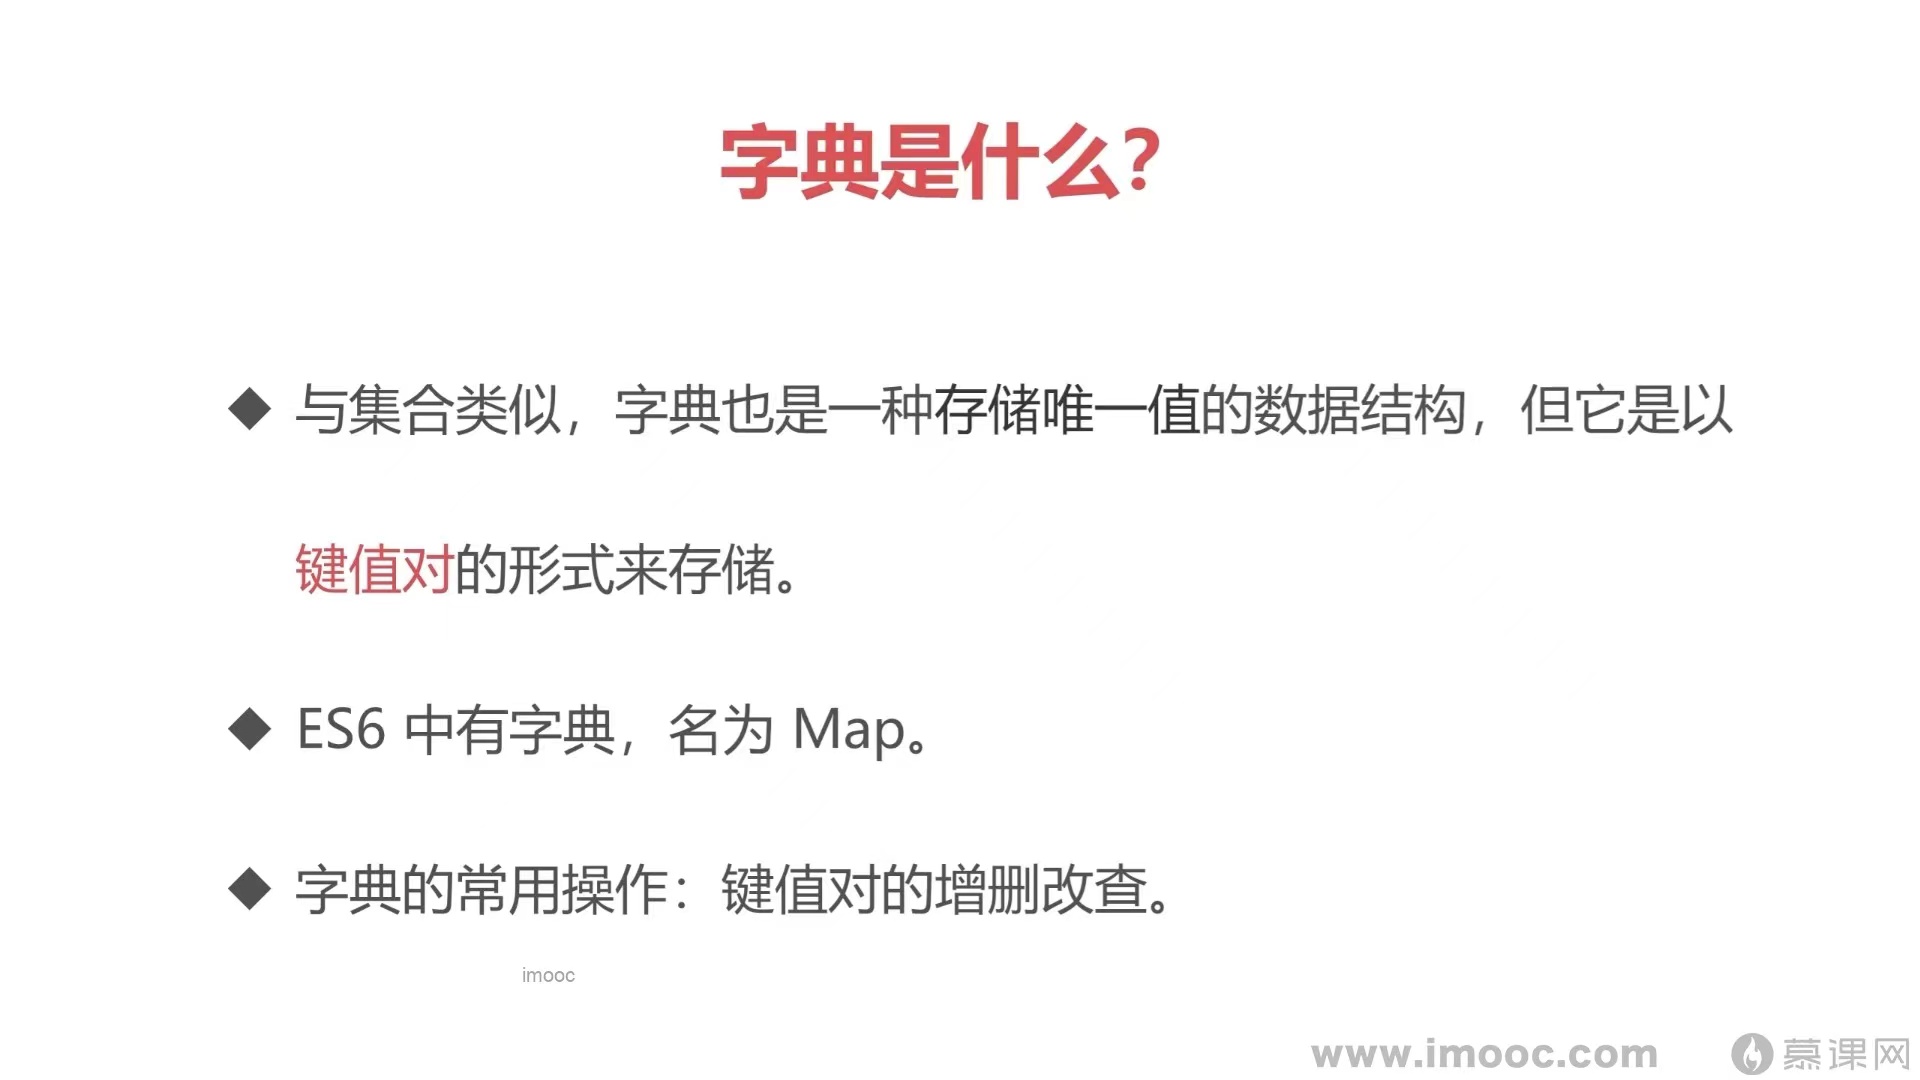 字典是什么?
◆ 与集合类似，字典也是一种存储唯一值的数据结构，但它是以
键值对的形式来存储。
◆ ES6 中有字典，名为 Map。
◆ 字典的常用操作：键值对的增删改查。
imooc
www.imooc.com 慕课网